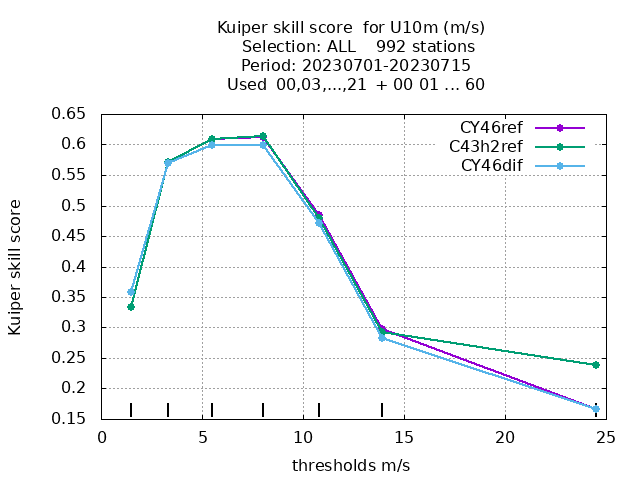 Kuiper skill score  for U10m (m/s)
Selection: ALL    992 stations
Period: 20230701-20230715
Used  00,03,...,21  + 00 01 ... 60
CY46ref
C43h2ref
CY46dif
0.65
0.6
0.55
0.5
0.45
0.4
0.35
0.3
0.25
0.2
0.15
Kuiper skill score
0 5 10 15 20 25
thresholds m/s